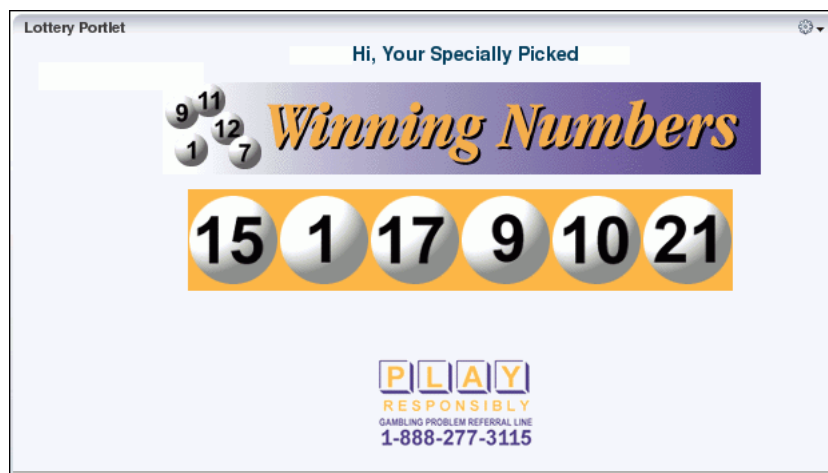 Lottery Portlet
Hi, Your Specially Picked
9 11 12 1 7
Winning Numbers
15 1 17 9 10 21
PLAY
RESPONSIBLY
GAMBLING PROBLEM REFERRAL LINE
1-888-277-3115